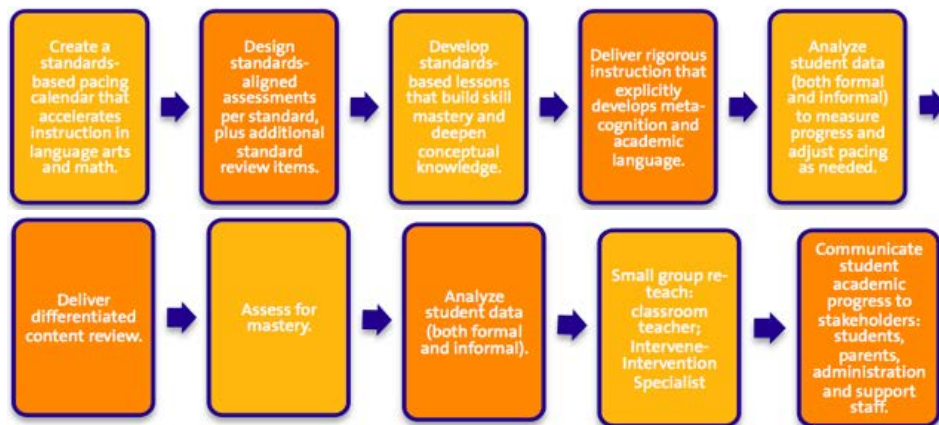 Create a
standards-
based pacing
calendar that
accelerates
instruction in
language arts
and math.
Design
standards-
aligned
assessments
per standard,
plus additional
standard
review items.
Develop
standards-
based lessons
that build skill
mastery and
deepen
conceptual
knowledge.
Deliver rigorous
instruction that
explicitly
develops meta-
cognition and
academic
language.
Analyze
student data
(both formal
and informal)
to measure
progress and
adjust pacing
as needed.
Deliver
differentiated
content review.
Assess for
mastery.
Analyze
student data
(both formal
and informal).
Small group re-
teach:
classroom
teacher;
Intervene-
Intervention
Specialist
Communicate
student
academic
progress to
stakeholders:
students,
parents,
administration
and support
staff.